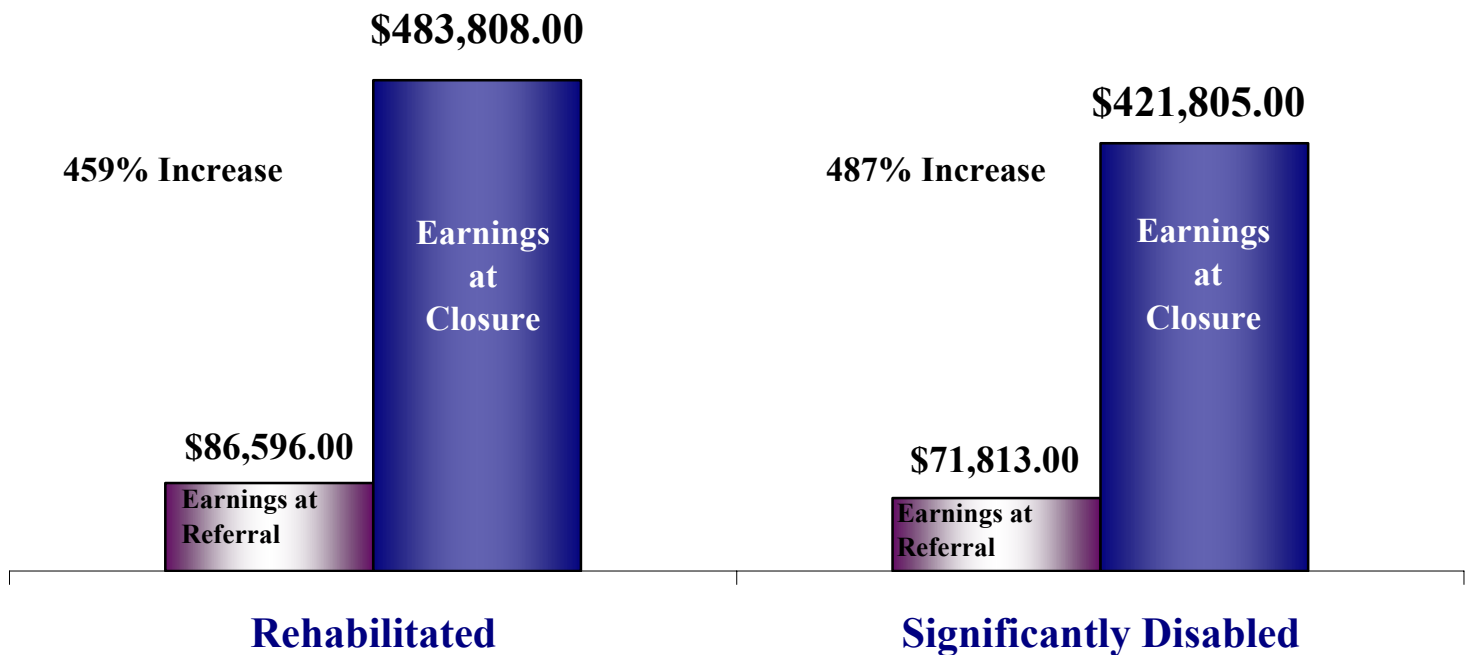 $483,808.00
459% Increase
Earnings
at
Closure
$86,596.00
Earnings at
Referral
Rehabilitated
$421,805.00
487% Increase
Earnings
at
Closure
$71,813.00
Earnings at
Referral
Significantly Disabled